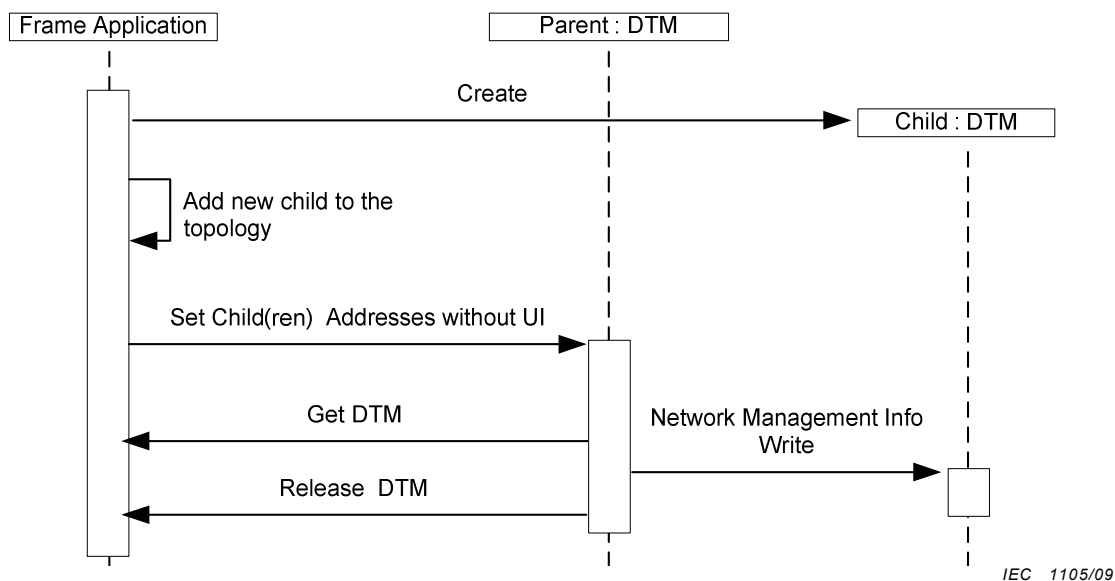 Frame Application
Parent : DTM
Create
Child : DTM
Add new child to the
topology
Set Child(ren) Addresses without UI
Get DTM
Network Management Info
Write
Release DTM
IEC 1105/09